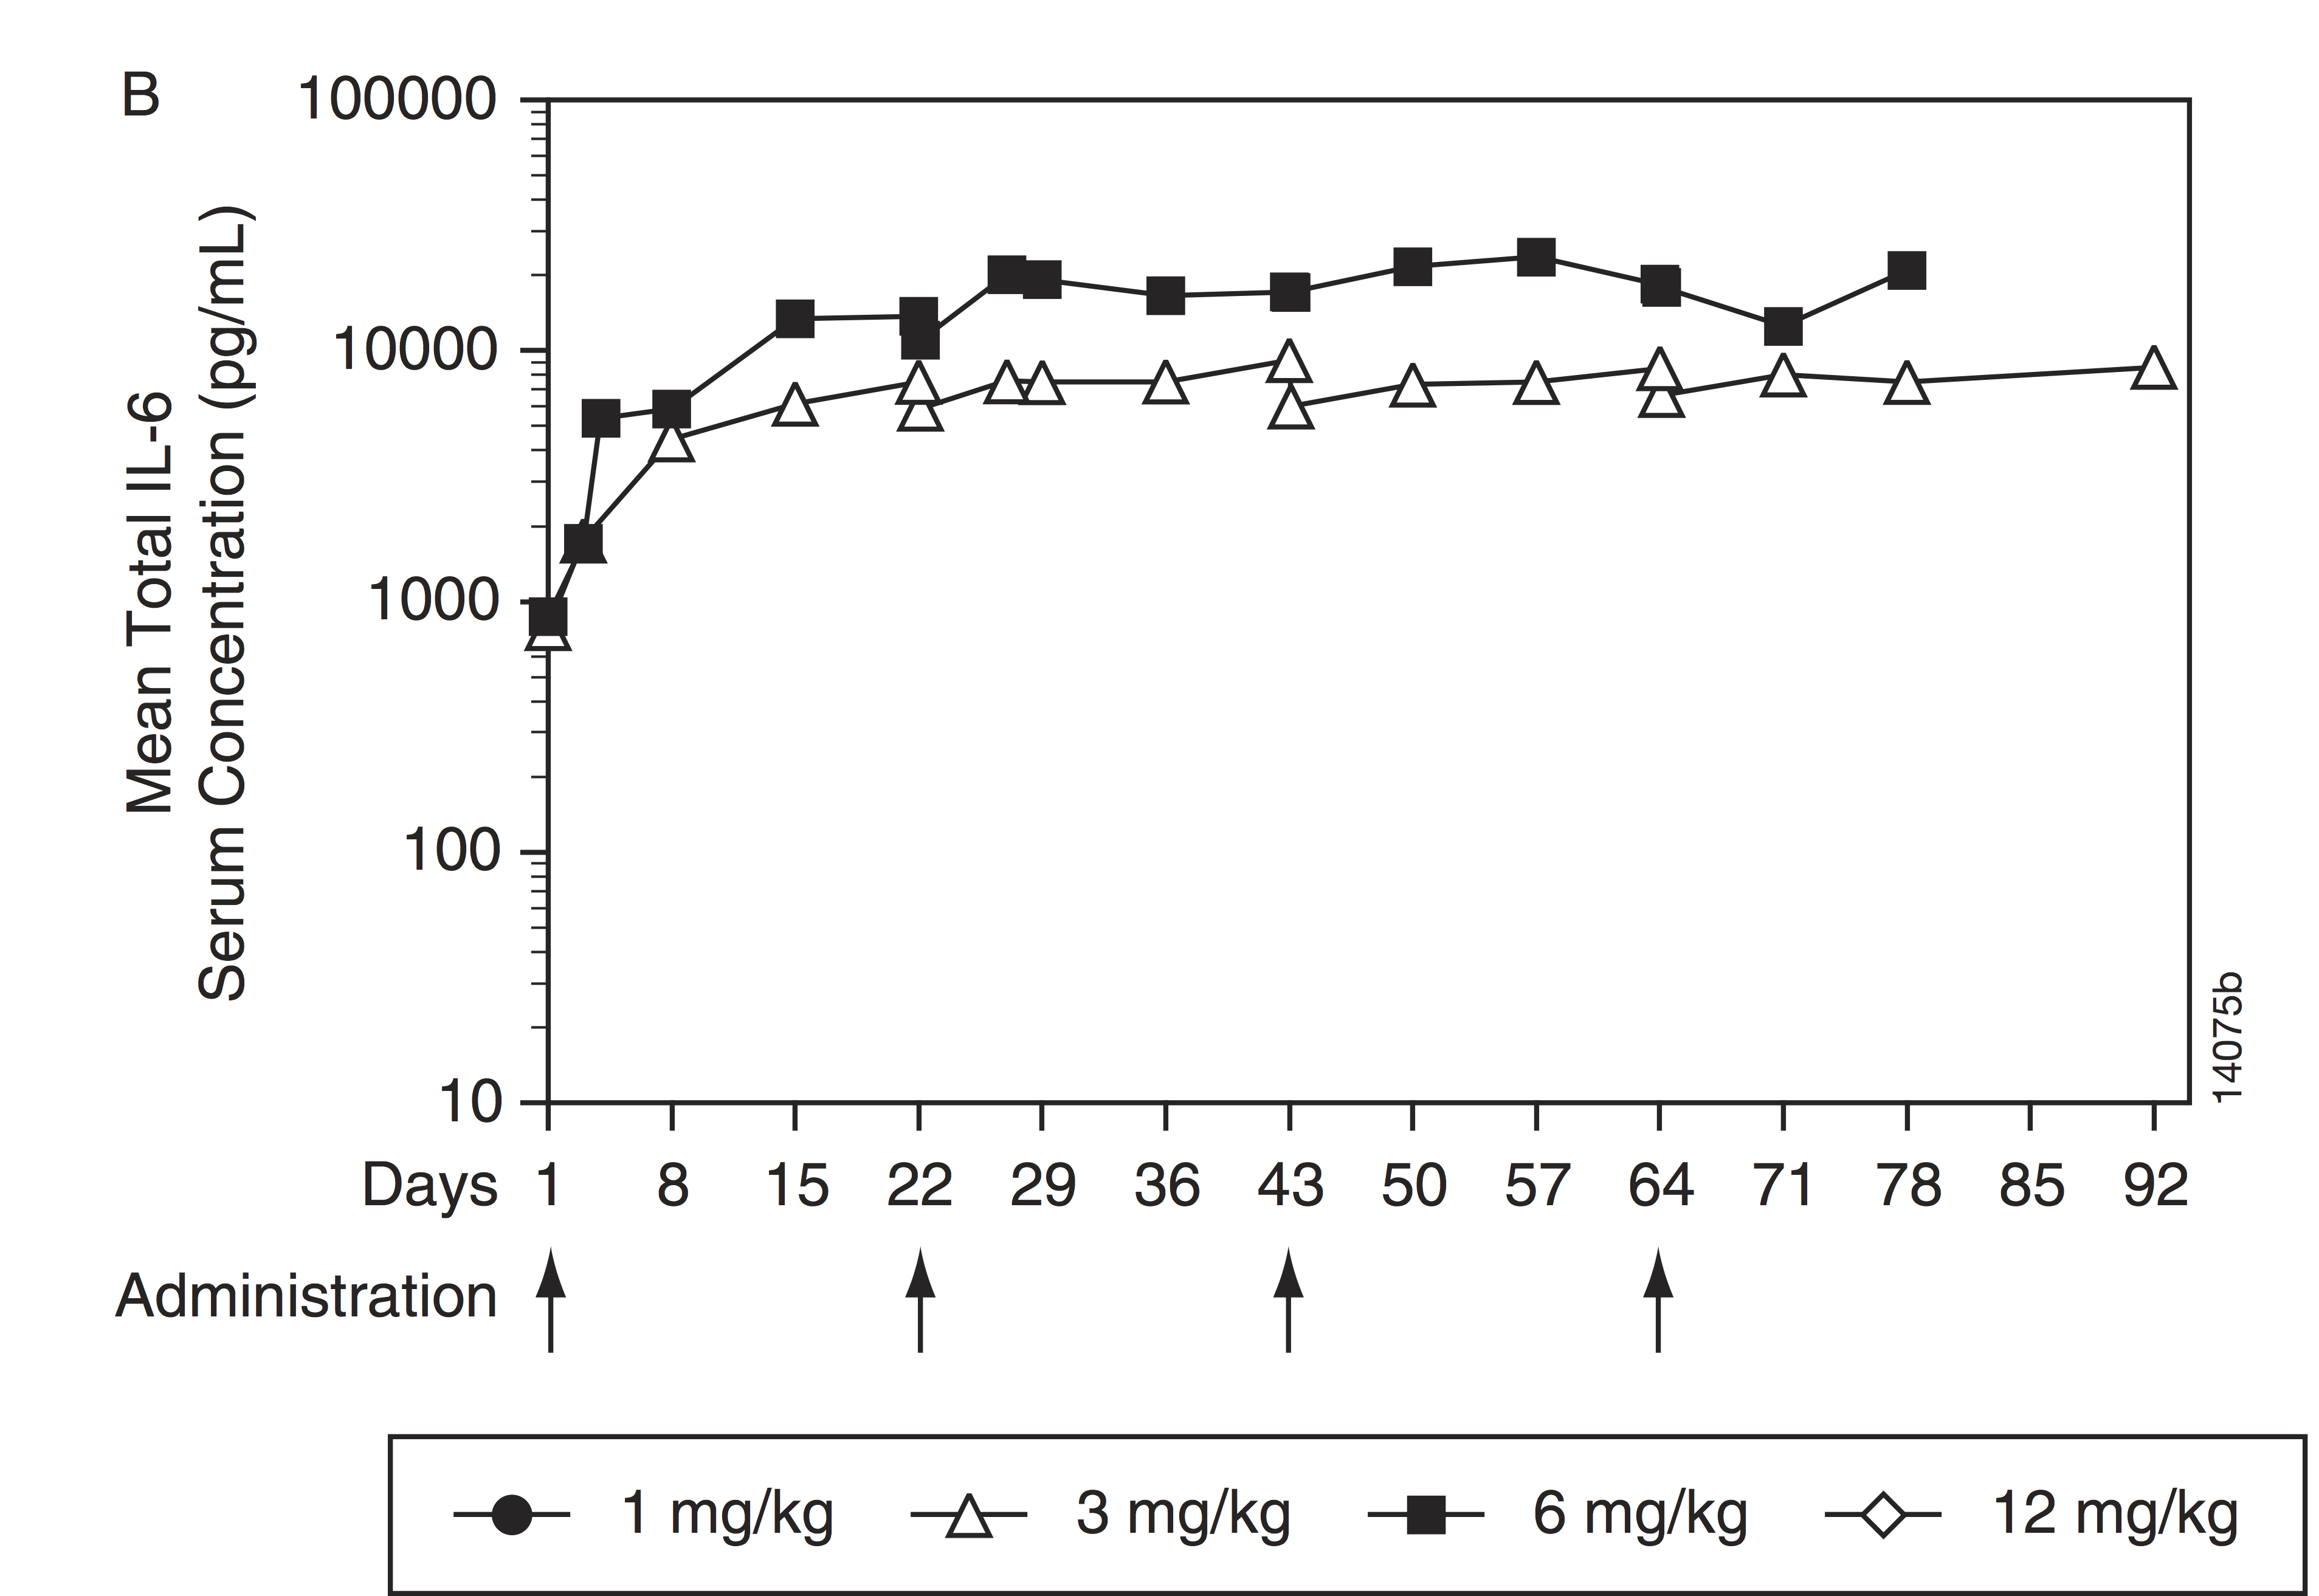 B
100000
10000
1000
100
10
Mean Total IL-6
Serum Concentration (pg/mL)
14075b
Days 1 8 15 22 29 36 43 50 57 64 71 78 85 92
Administration
1 mg/kg 3 mg/kg 6 mg/kg 12 mg/kg